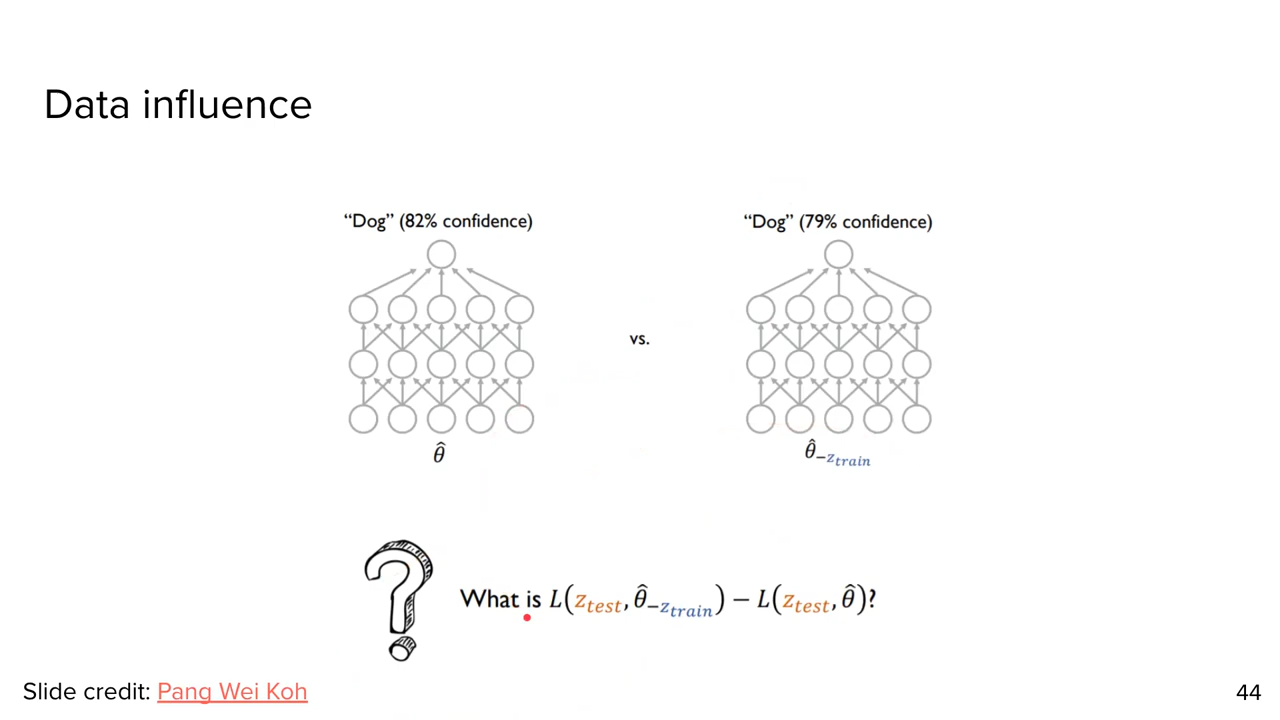 Data influence
“Dog” (82% confidence)
“Dog” (79% confidence)
vs.
θ̂
θ̂₋z_train
What is L(z_test, θ̂₋z_train) − L(z_test, θ̂)?
Slide credit: Pang Wei Koh
44